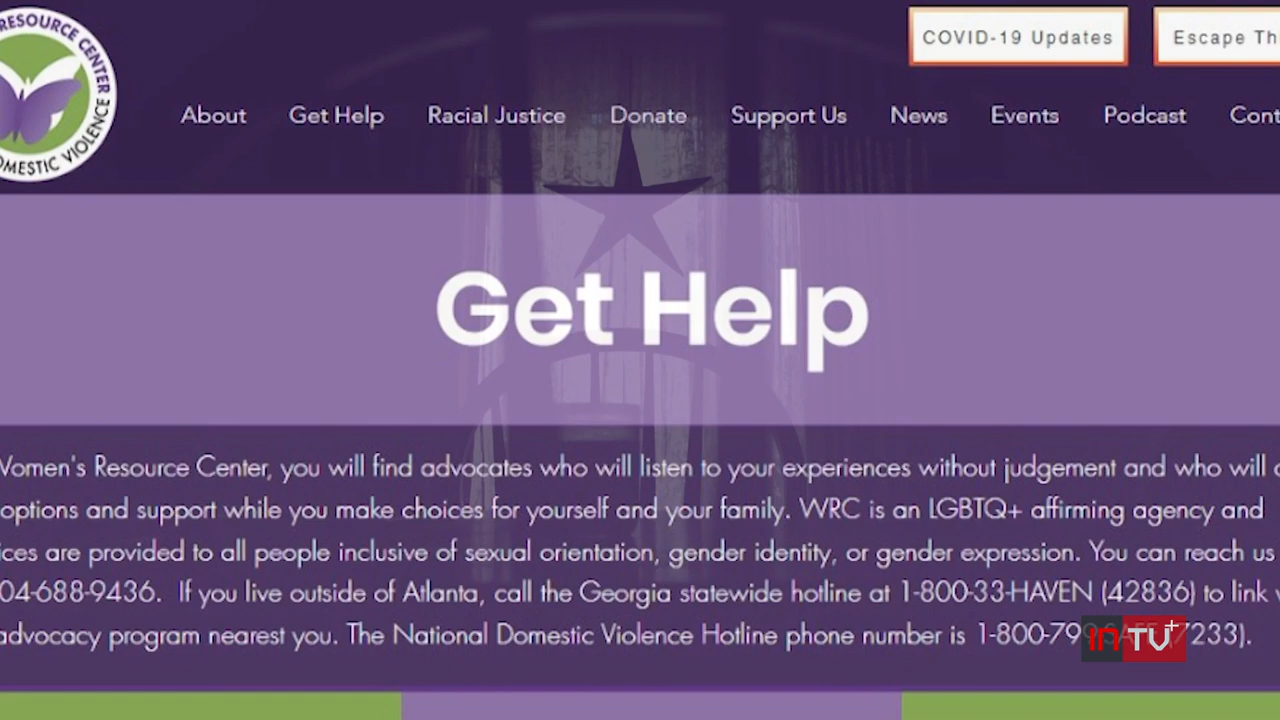 RESOURCE CENTER
DOMESTIC VIOLENCE
COVID-19 Updates
Escape Th
About Get Help Racial Justice Donate Support Us News Events Podcast Cont
Get Help
Women's Resource Center, you will find advocates who will listen to your experiences without judgement and who will
options and support while you make choices for yourself and your family. WRC is an LGBTQ+ affirming agency and
ices are provided to all people inclusive of sexual orientation, gender identity, or gender expression. You can reach us
04-688-9436. If you live outside of Atlanta, call the Georgia statewide hotline at 1-800-33-HAVEN (42836) to link
advocacy program nearest you. The National Domestic Violence Hotline phone number is 1-800-799-SAFE (7233).
INTV+